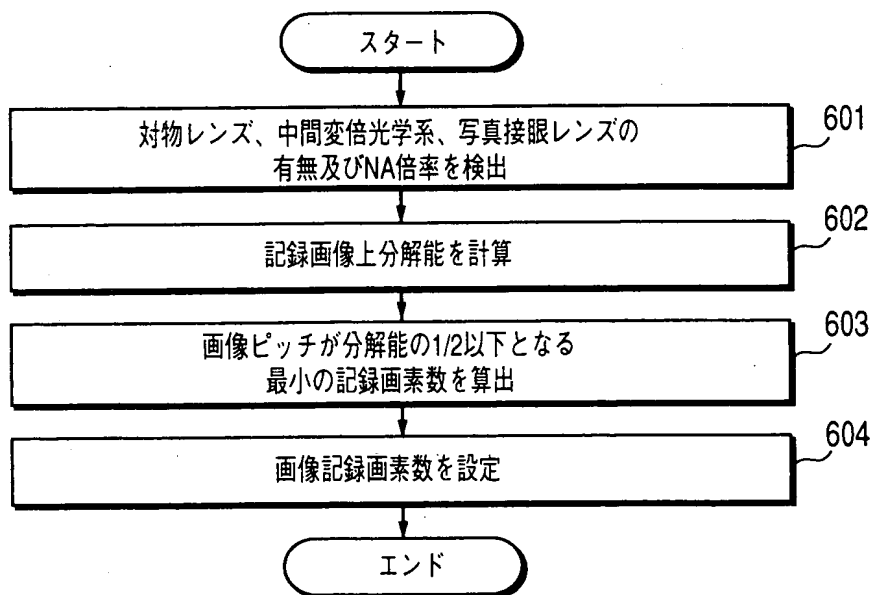 スタート
対物レンズ、中間変倍光学系、写真接眼レンズの
有無及びNA倍率を検出
601
記録画像上分解能を計算
602
画像ピッチが分解能の1/2以下となる
最小の記録画素数を算出
603
画像記録画素数を設定
604
エンド